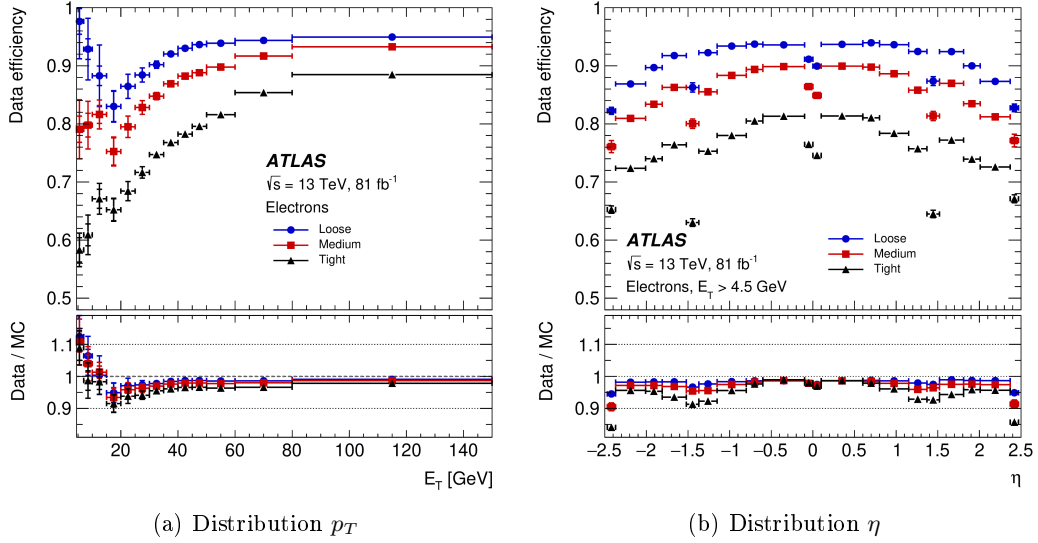 Data efficiency
1
0.9
0.8
0.7
0.6
0.5
ATLAS
√s = 13 TeV, 81 fb⁻¹
Electrons
Loose
Medium
Tight
Data / MC
1.1
1
0.9
20 40 60 80 100 120 140
E_T [GeV]
(a) Distribution p_T
Data efficiency
1
0.9
0.8
0.7
0.6
0.5
ATLAS
√s = 13 TeV, 81 fb⁻¹
Electrons, E_T > 4.5 GeV
Loose
Medium
Tight
Data / MC
1.1
1
0.9
−2.5 −2 −1.5 −1 −0.5 0 0.5 1 1.5 2 2.5
η
(b) Distribution η